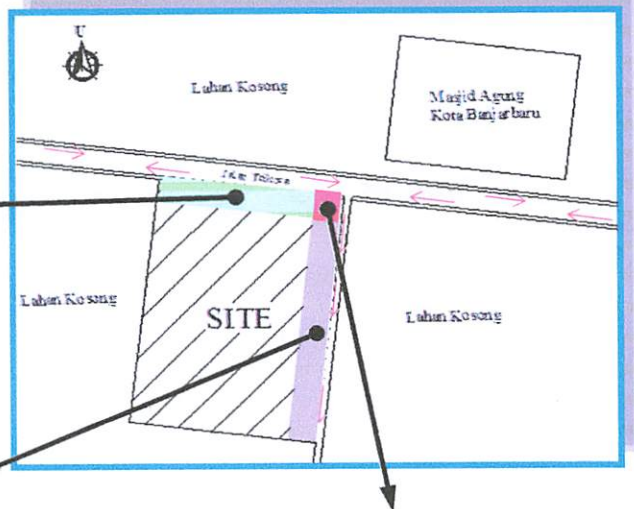 U
Lahan Kosong
Masjid Agung
Kota Banjarbaru
Lahan Kosong
SITE
Lahan Kosong